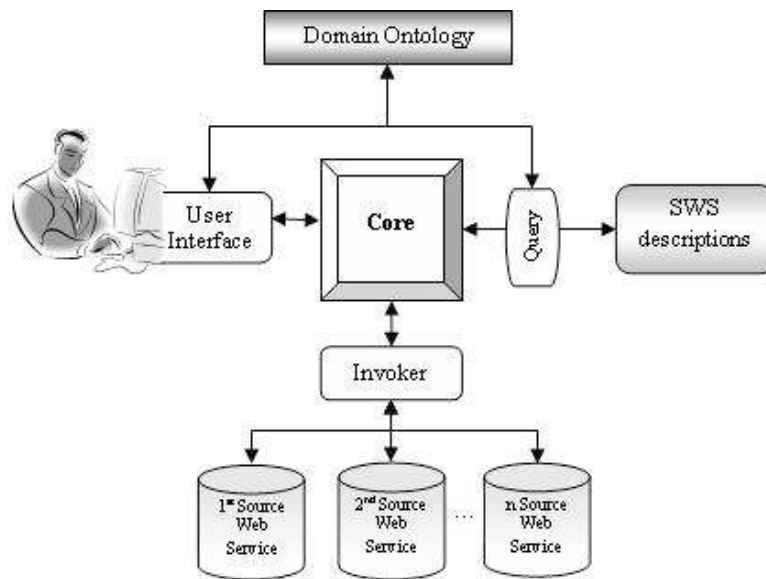 Domain Ontology
User
Interface
Core
Query
SWS
descriptions
Invoker
1st Source
Web
Service
2nd Source
Web
Service
...
n Source
Web
Service